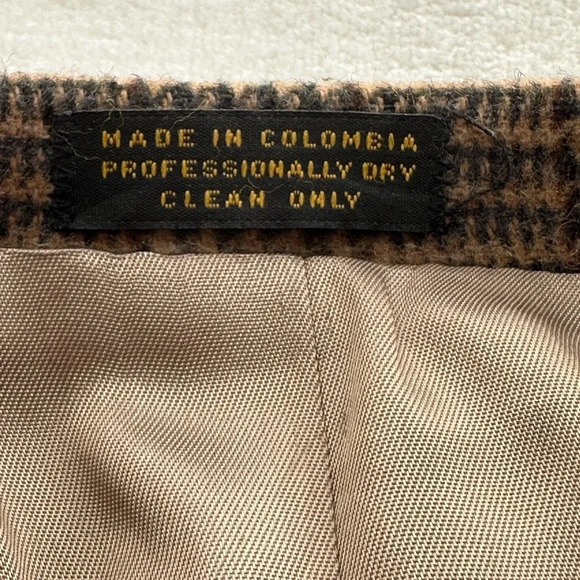 MADE IN COLOMBIA
PROFESSIONALLY DRY
CLEAN ONLY